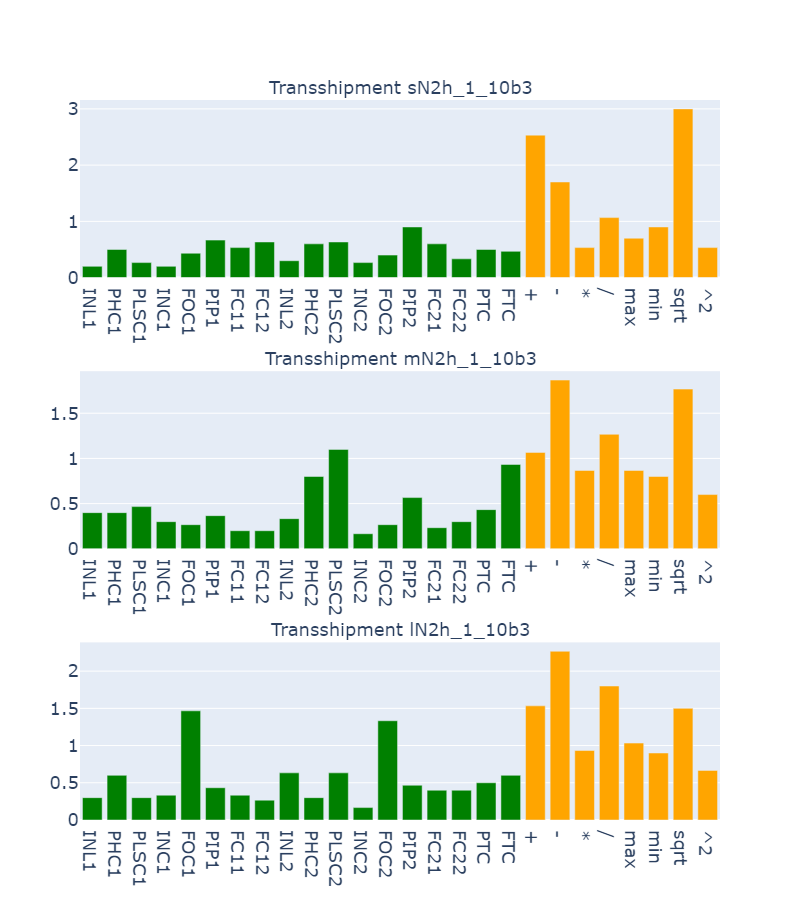 Transshipment sN2h_1_10b3
3
2
1
0
INL1 PHC1 PLSC1 INC1 FOC1 PIP1 FC11 FC12 INL2 PHC2 PLSC2 INC2 FOC2 PIP2 FC21 FC22 PTC FTC + - * / max min sqrt ^2
Transshipment mN2h_1_10b3
1.5
1
0.5
0
INL1 PHC1 PLSC1 INC1 FOC1 PIP1 FC11 FC12 INL2 PHC2 PLSC2 INC2 FOC2 PIP2 FC21 FC22 PTC FTC + - * / max min sqrt ^2
Transshipment lN2h_1_10b3
2
1.5
1
0.5
0
INL1 PHC1 PLSC1 INC1 FOC1 PIP1 FC11 FC12 INL2 PHC2 PLSC2 INC2 FOC2 PIP2 FC21 FC22 PTC FTC + - * / max min sqrt ^2